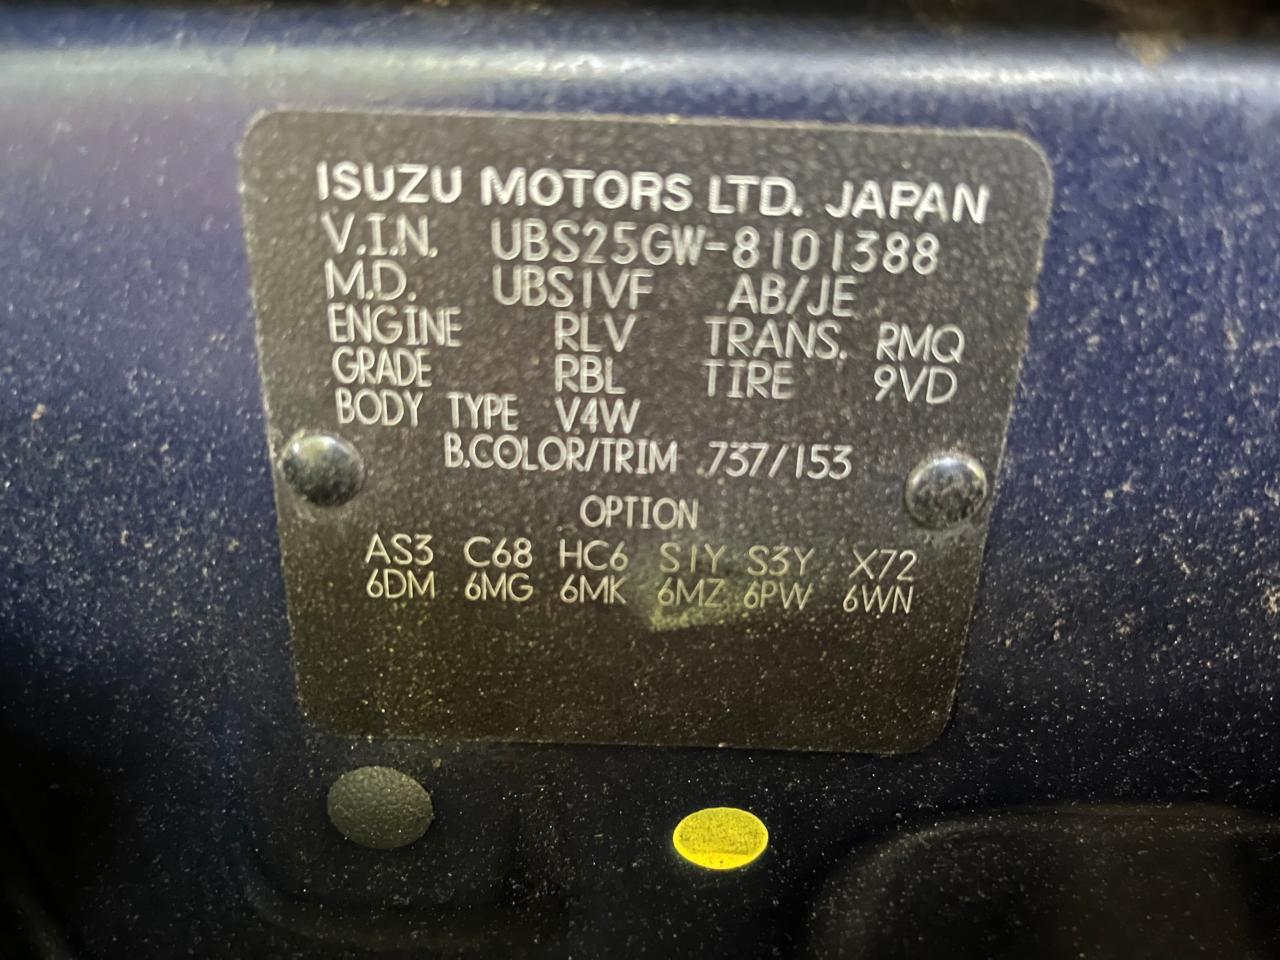 ISUZU MOTORS LTD. JAPAN
V.I.N. UBS25GW-8101388
M.D. UBS1VF AB/JE
ENGINE RLV TRANS. RMQ
GRADE RBL TIRE 9VD
BODY TYPE V4W
B.COLOR/TRIM 737/153
OPTION
AS3 C68 HC6 S1Y S3Y X72
6DM 6MG 6MK 6MZ 6PW 6WN